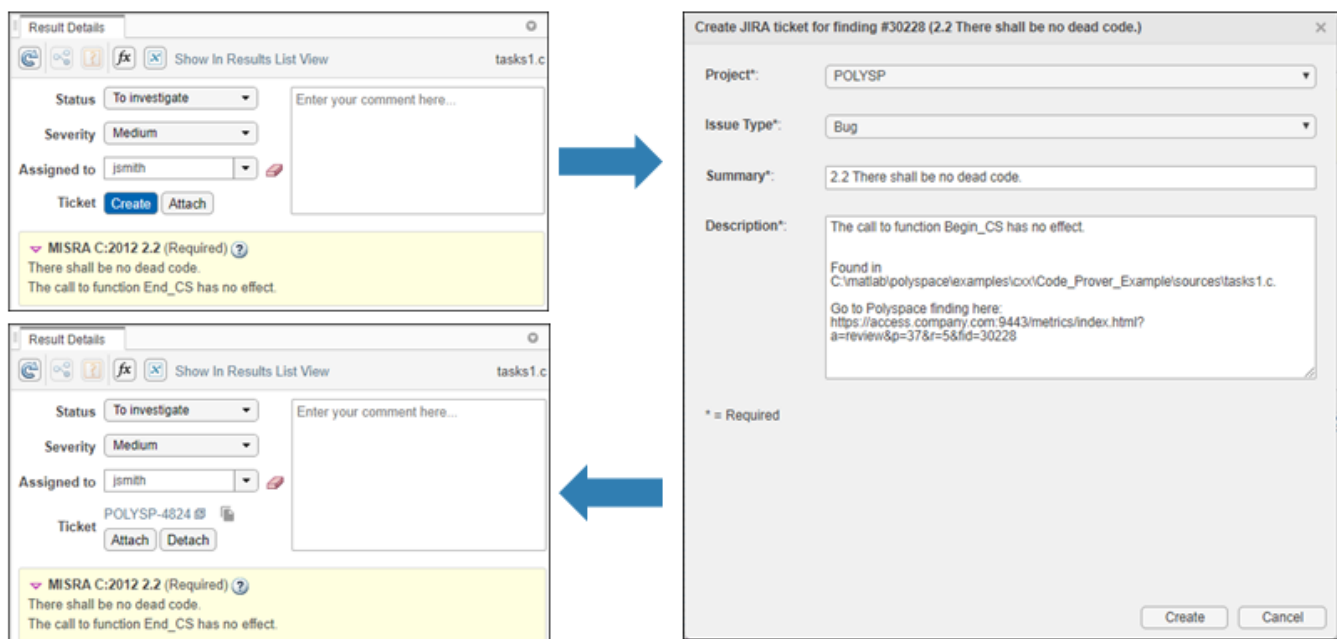 Result Details
fx
x
Show In Results List View
tasks1.c
Status
To investigate
Enter your comment here...
Severity
Medium
Assigned to
jsmith
Ticket
Create
Attach
MISRA C:2012 2.2 (Required) ?
There shall be no dead code.
The call to function End_CS has no effect.
Create JIRA ticket for finding #30228 (2.2 There shall be no dead code.)
Project*:
POLYSP
Issue Type*:
Bug
Summary*:
2.2 There shall be no dead code.
Description*:
The call to function Begin_CS has no effect.
Found in
C:\matlab\polyspace\examples\cxx\Code_Prover_Example\sources\tasks1.c.
Go to Polyspace finding here:
https://access.company.com:9443/metrics/index.html?
a=review&p=37&r=5&fid=30228
* = Required
Create
Cancel
Result Details
fx
x
Show In Results List View
tasks1.c
Status
To investigate
Enter your comment here...
Severity
Medium
Assigned to
jsmith
Ticket
POLYSP-4824
Attach
Detach
MISRA C:2012 2.2 (Required) ?
There shall be no dead code.
The call to function End_CS has no effect.